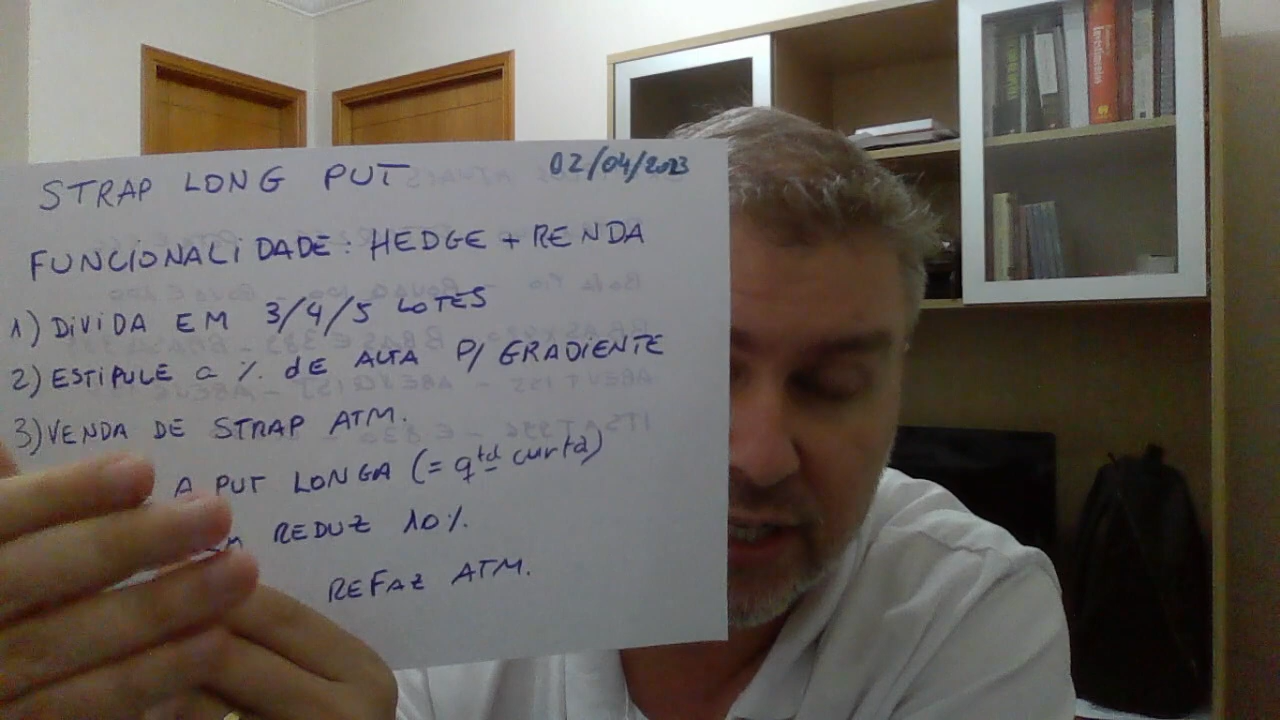 STRAP LONG PUT
02/04/2023
FUNCIONALIDADE: HEDGE + RENDA
1) DIVIDA EM 3/4/5 LOTES
2) ESTIPULE a % dE ALTA P/ GRADIENTE
3) VENDA DE STRAP ATM.
A PUT LONGA (= qtd curta)
REDUZ 10%.
REFAZ ATM.